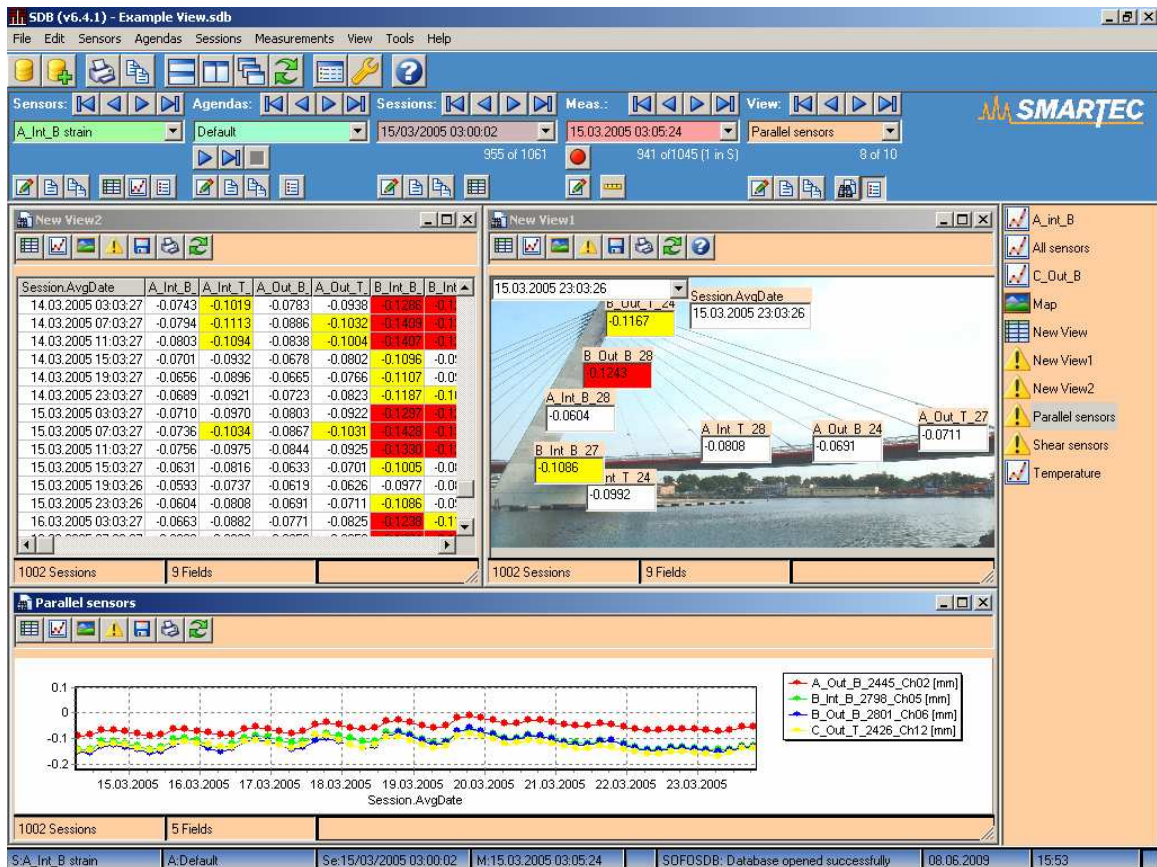 SDB (v6.4.1) - Example View.sdb
File Edit Sensors Agendas Sessions Measurements View Tools Help
Sensors: Agendas: Sessions: Meas.: View:
SMARTEC
A_Int_B strain Default 15/03/2005 03:00:02 15.03.2005 03:05:24 Parallel sensors
955 of 1061 941 of1045 (1 in S) 8 of 10
New View2
Session.AvgDate A_Int_B_ A_Int_T_ A_Out_B_ A_Out_T_ B_Int_B_ B_Int
14.03.2005 03:03:27 -0.0743 -0.1019 -0.0783 -0.0938 -0.1286
14.03.2005 07:03:27 -0.0794 -0.1113 -0.0886 -0.1032 -0.1409
14.03.2005 11:03:27 -0.0803 -0.1094 -0.0838 -0.1004 -0.1407
14.03.2005 15:03:27 -0.0701 -0.0932 -0.0678 -0.0802 -0.1096
14.03.2005 19:03:27 -0.0656 -0.0896 -0.0665 -0.0766 -0.1107
14.03.2005 23:03:27 -0.0689 -0.0921 -0.0723 -0.0823 -0.1187
15.03.2005 03:03:27 -0.0710 -0.0970 -0.0803 -0.0922 -0.1297
15.03.2005 07:03:27 -0.0736 -0.1034 -0.0867 -0.1031 -0.1428
15.03.2005 11:03:27 -0.0756 -0.0975 -0.0844 -0.0925 -0.1330
15.03.2005 15:03:27 -0.0631 -0.0816 -0.0633 -0.0701 -0.1005
15.03.2005 19:03:26 -0.0593 -0.0737 -0.0619 -0.0626 -0.0977
15.03.2005 23:03:26 -0.0604 -0.0808 -0.0691 -0.0711 -0.1086
16.03.2005 03:03:27 -0.0663 -0.0882 -0.0771 -0.0825 -0.1238
1002 Sessions 9 Fields
New View1
15.03.2005 23:03:26
Session.AvgDate
15.03.2005 23:03:26
B_Out_T_24
-0.1167
B_Out_B_28
-0.1243
A_Int_B_28
-0.0604
A_Int_T_28
-0.0808
A_Out_B_24
-0.0691
A_Out_T_27
-0.0711
B_Int_B_27
-0.1086
nt_T_24
-0.0992
1002 Sessions 9 Fields
A_int_B
All sensors
C_Out_B
Map
New View
New View1
New View2
Parallel sensors
Shear sensors
Temperature
Parallel sensors
0.1
0
-0.1
-0.2
15.03.2005 16.03.2005 17.03.2005 18.03.2005 19.03.2005 20.03.2005 21.03.2005 22.03.2005 23.03.2005
Session.AvgDate
A_Out_B_2445_Ch02 [mm]
B_Int_B_2798_Ch05 [mm]
B_Out_B_2801_Ch06 [mm]
C_Out_T_2426_Ch12 [mm]
1002 Sessions 5 Fields
S:A_Int_B strain A:Default Se:15/03/2005 03:00:02 M:15.03.2005 03:05:24 SOFOSDB: Database opened successfully 08.06.2009 15:53